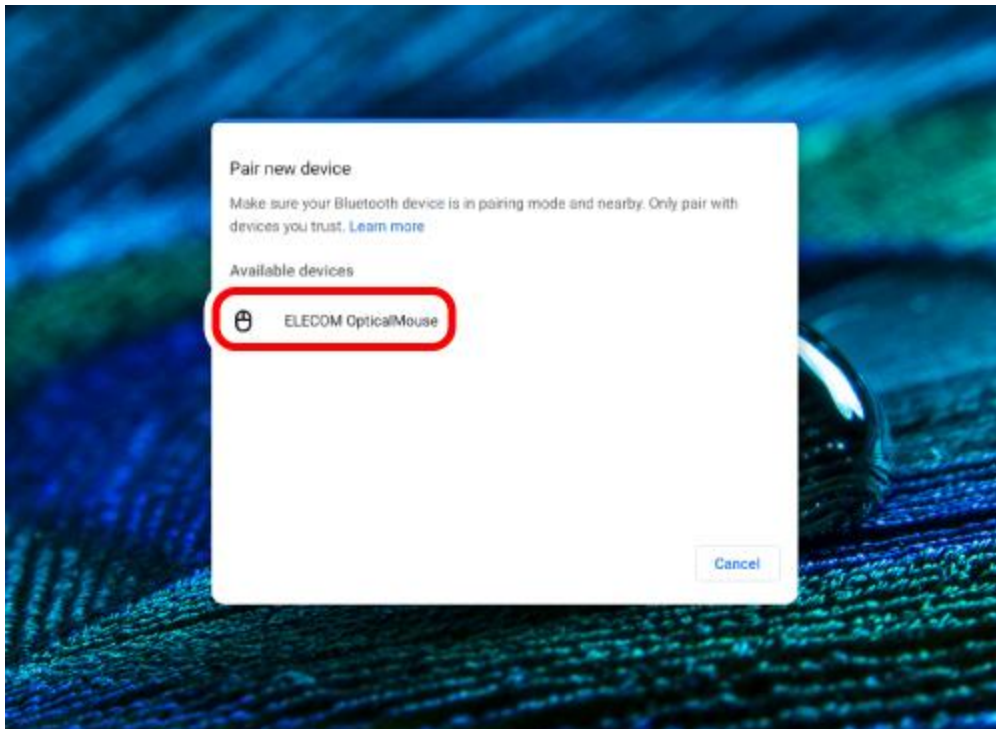 Pair new device
Make sure your Bluetooth device is in pairing mode and nearby. Only pair with
devices you trust. Learn more
Available devices
ELECOM OpticalMouse
Cancel